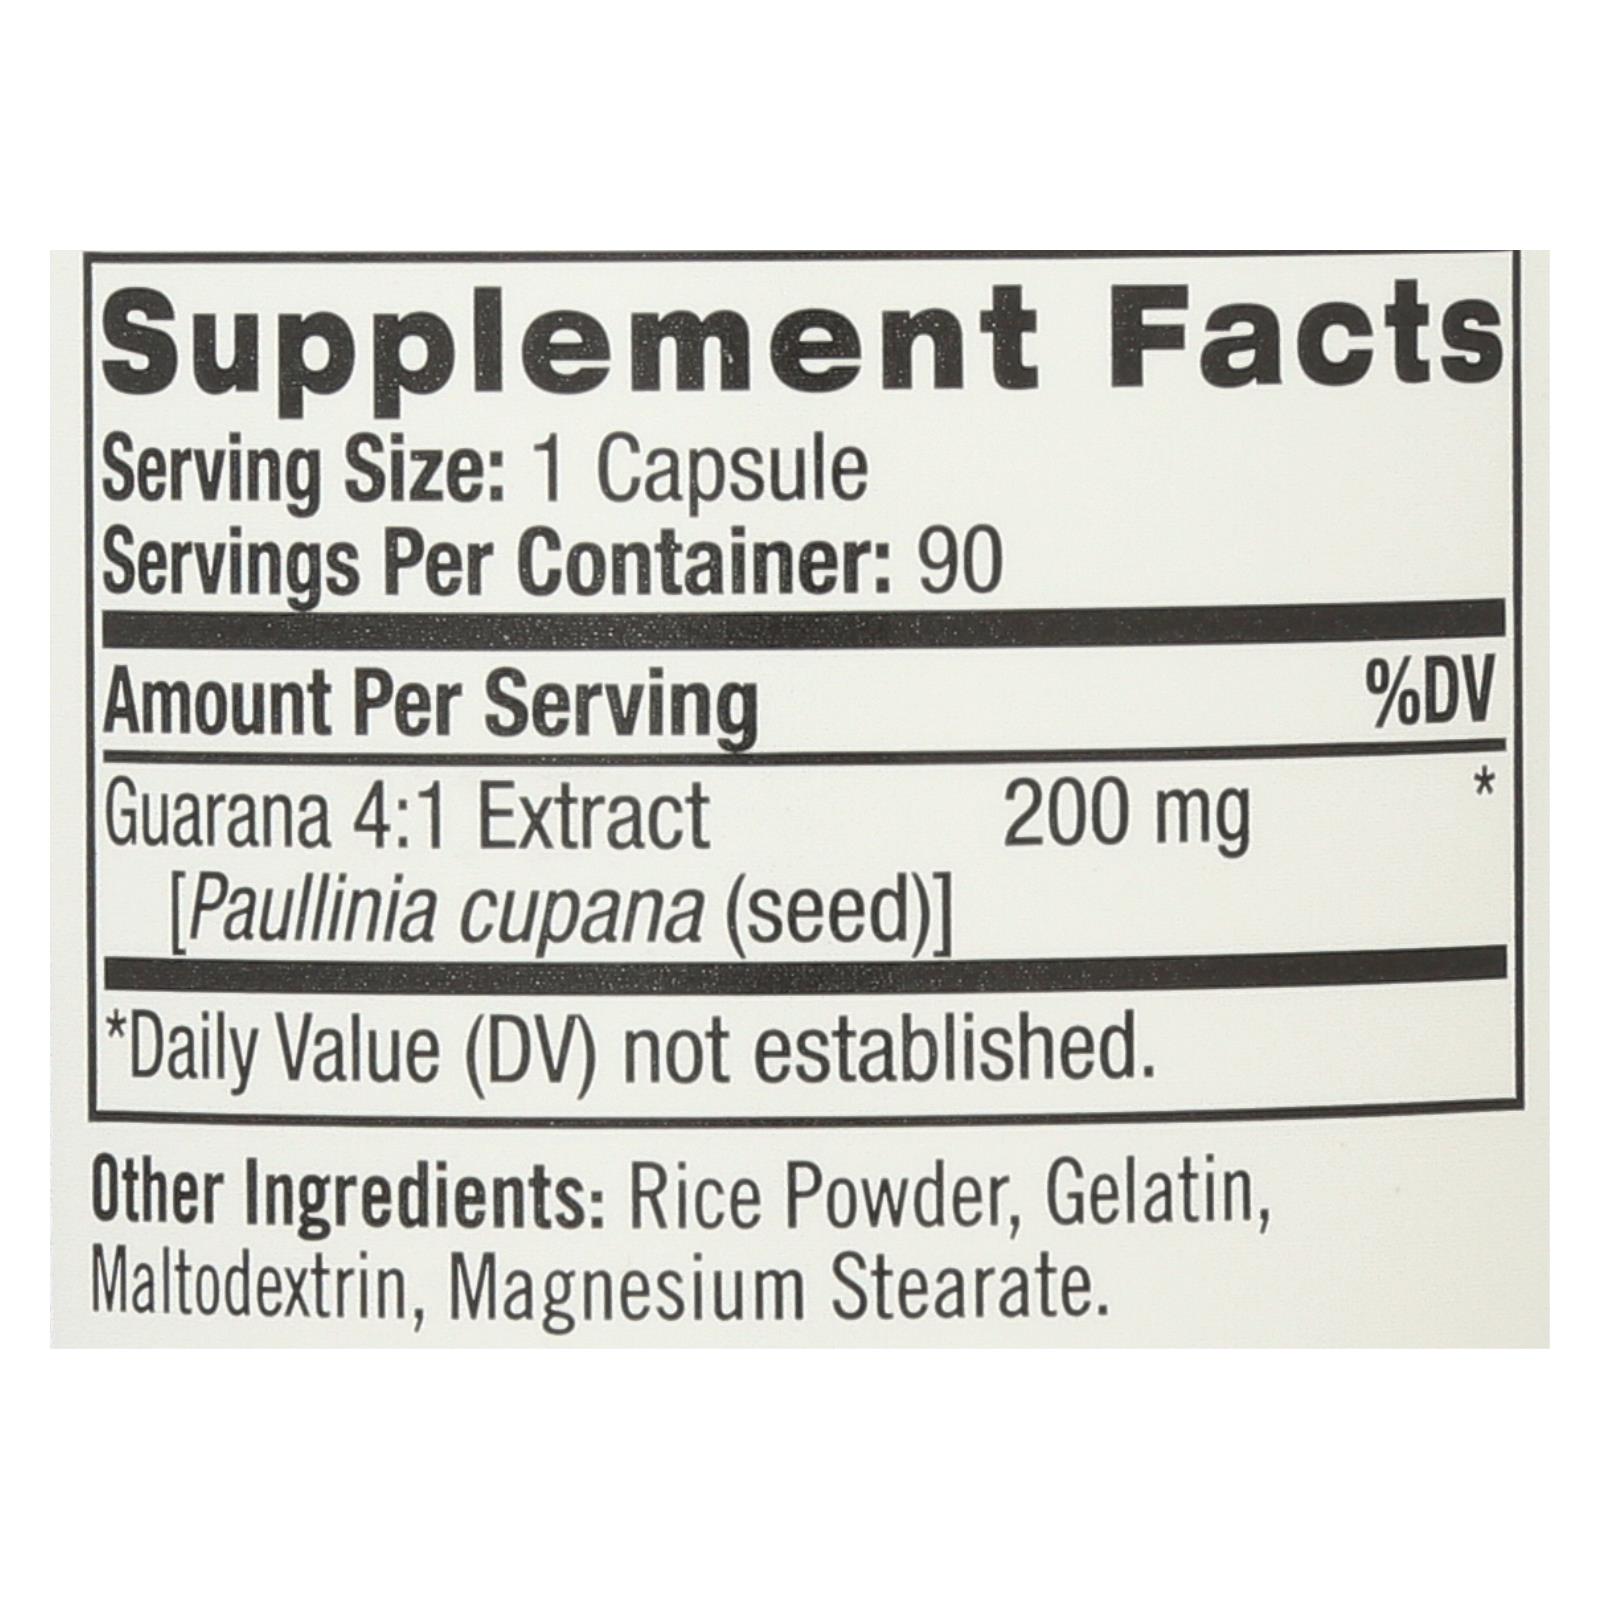 Supplement Facts
Serving Size: 1 Capsule
Servings Per Container: 90
Amount Per Serving %DV
Guarana 4:1 Extract 200 mg *
[Paullinia cupana (seed)]
*Daily Value (DV) not established.
Other Ingredients: Rice Powder, Gelatin,
Maltodextrin, Magnesium Stearate.